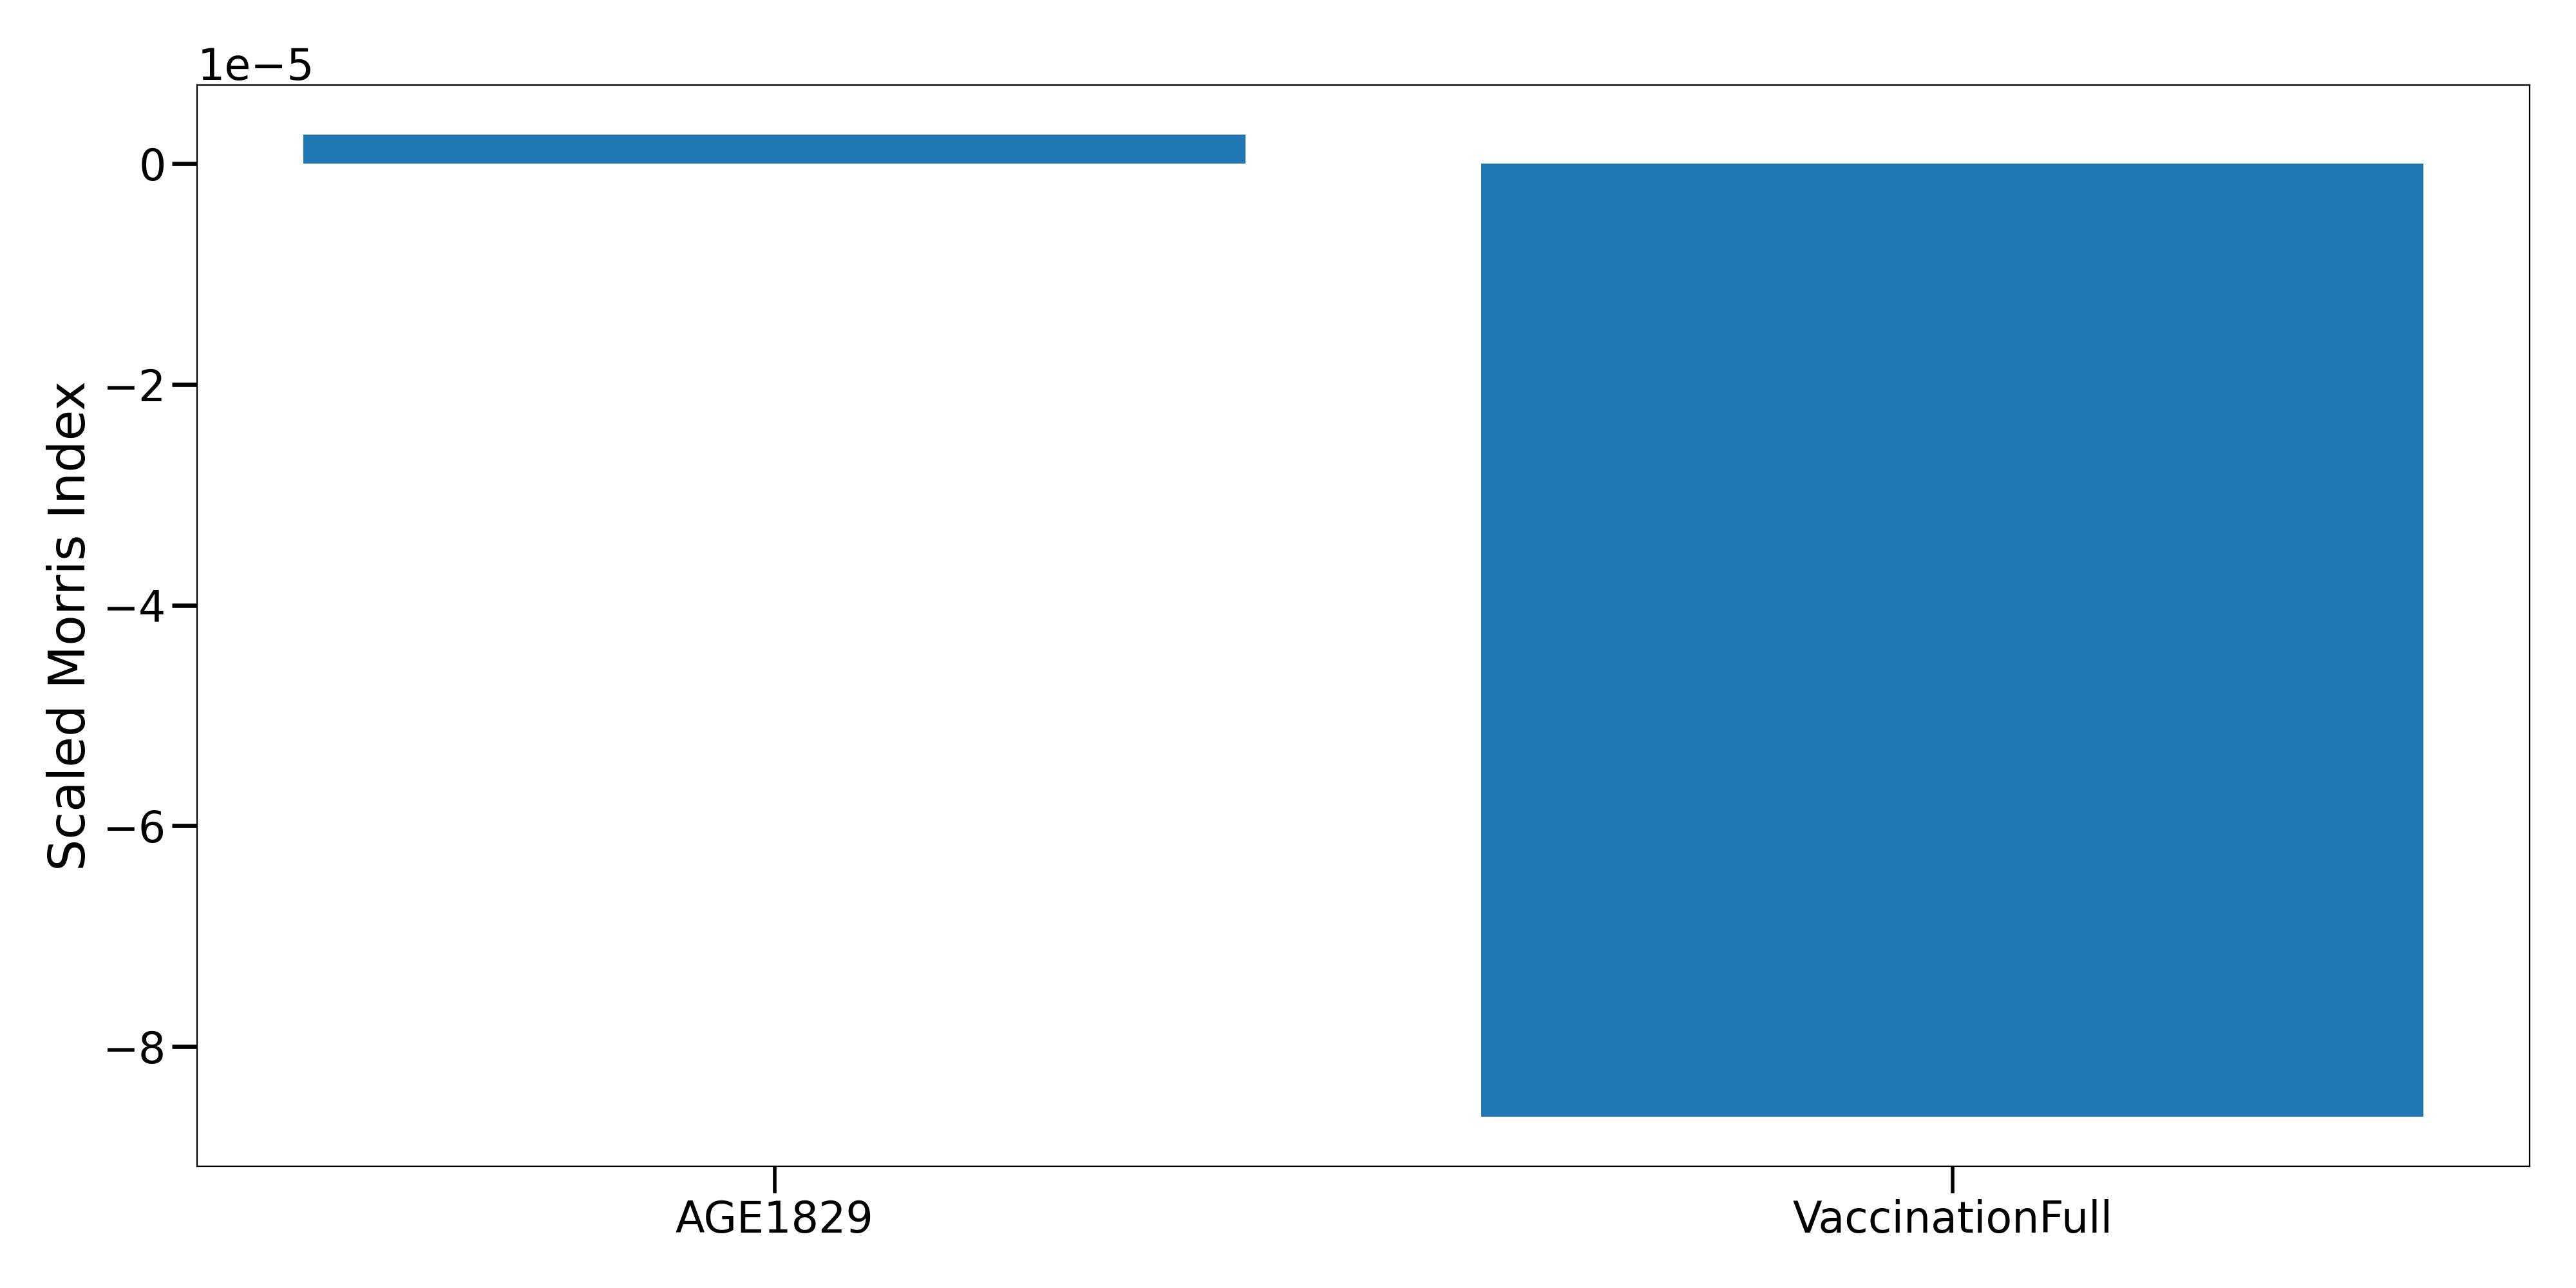 1e−5
0
−2
−4
−6
−8
Scaled Morris Index
AGE1829
VaccinationFull